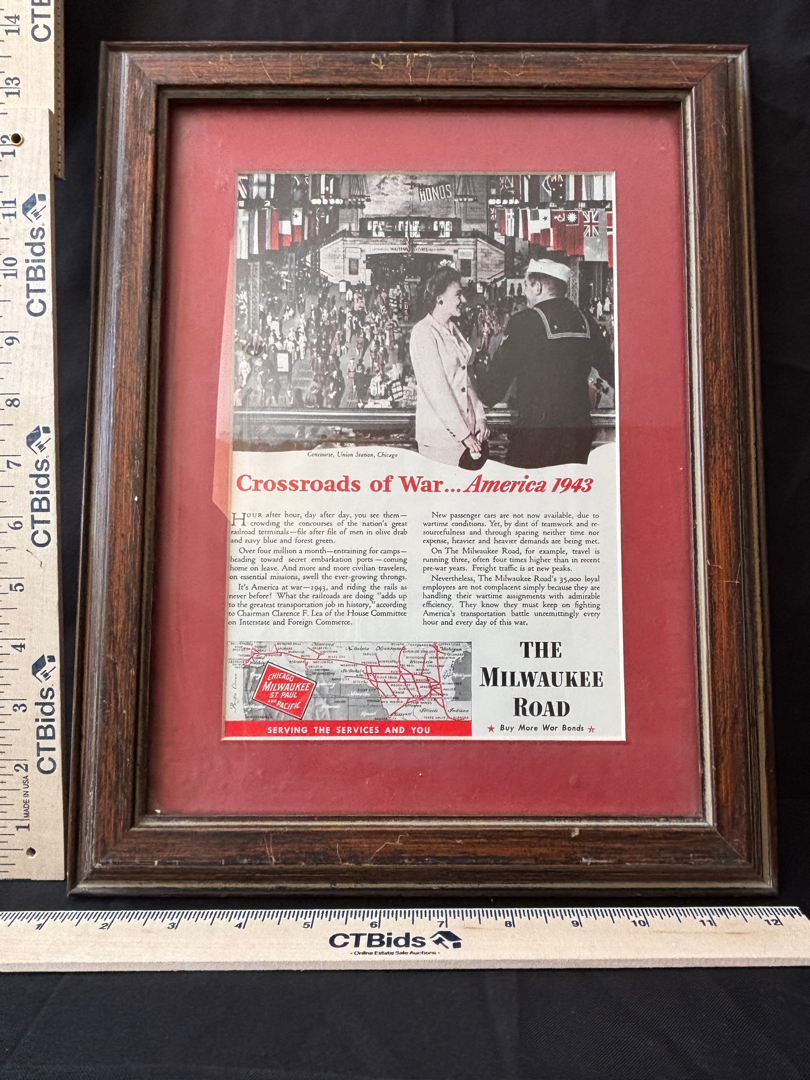 BONDS
Concourse, Union Station, Chicago
Crossroads of War...America 1943
HOUR after hour, day after day, you see them—
crowding the concourses of the nation's great
railroad terminals—file after file of men in olive drab
and navy blue and forest green.
Over four million a month—entraining for camps—
heading toward secret embarkation ports—coming
home on leave. And more and more civilian travelers,
on essential missions, swell the ever-growing throngs.
It's America at war—1943, and riding the rails as
never before! What the railroads are doing "adds up
to the greatest transportation job in history," according
to Chairman Clarence F. Lea of the House Committee
on Interstate and Foreign Commerce.
New passenger cars are not now available, due to
wartime conditions. Yet, by dint of teamwork and re-
sourcefulness and through sparing neither time nor
expense, heavier and heavier demands are being met.
On The Milwaukee Road, for example, travel is
running three, often four times higher than in recent
pre-war years. Freight traffic is at new peaks.
Nevertheless, The Milwaukee Road's 35,000 loyal
employees are not complacent simply because they are
handling their wartime assignments with admirable
efficiency. They know they must keep on fighting
America's transportation battle unremittingly every
hour and every day of this war.
CHICAGO
MILWAUKEE
ST. PAUL
AND
PACIFIC
SERVING THE SERVICES AND YOU
THE
MILWAUKEE
ROAD
★ Buy More War Bonds ★
14
13
12
11
10
9
8
7
6
5
4
3
2
1
CTBids
CTBids
CTBids
CTBids
MADE IN USA
1 2 3 4 5 6 7 8 9 10 11 12
CTBids
- Online Estate Sale Auctions -